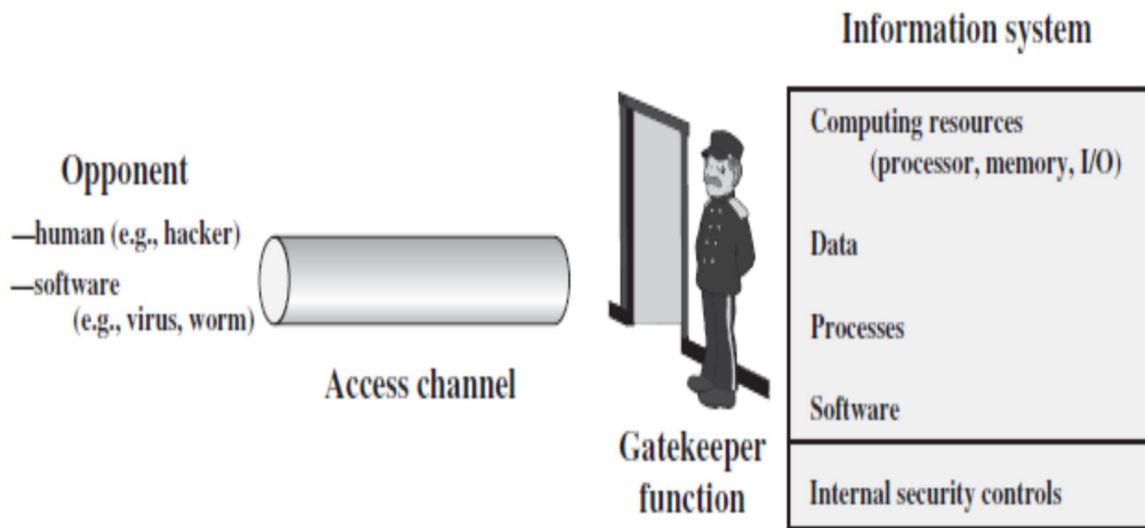 Information system
Opponent
—human (e.g., hacker)
—software
(e.g., virus, worm)
Access channel
Gatekeeper
function
Computing resources
(processor, memory, I/O)
Data
Processes
Software
Internal security controls